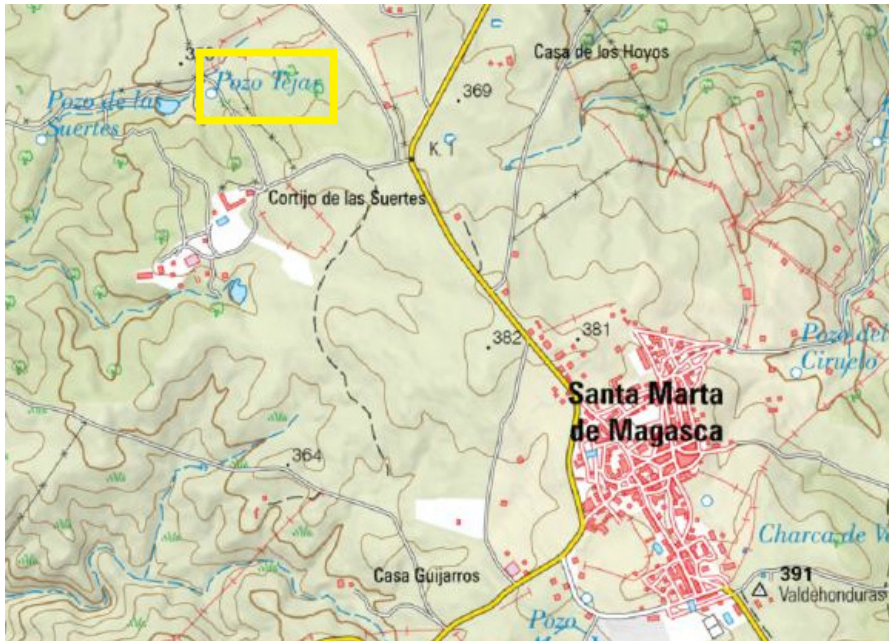 Pozo Tejar
Casa de los Hoyos
369
Pozo de las
Suertes
K. 1
Cortijo de las Suertes
382
381
Pozo del
Ciruelo
Santa Marta
de Magasca
364
Charca de
Casa Guijarros
391
Valdehonduras
Pozo